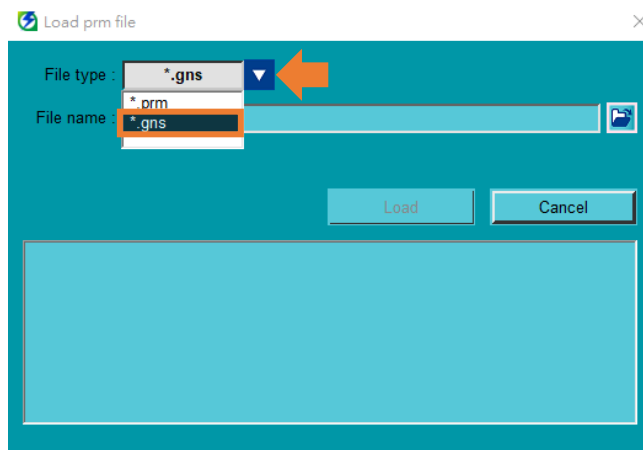 Load prm file
File type : *.gns
*.prm
File name :
*.gns
Load Cancel